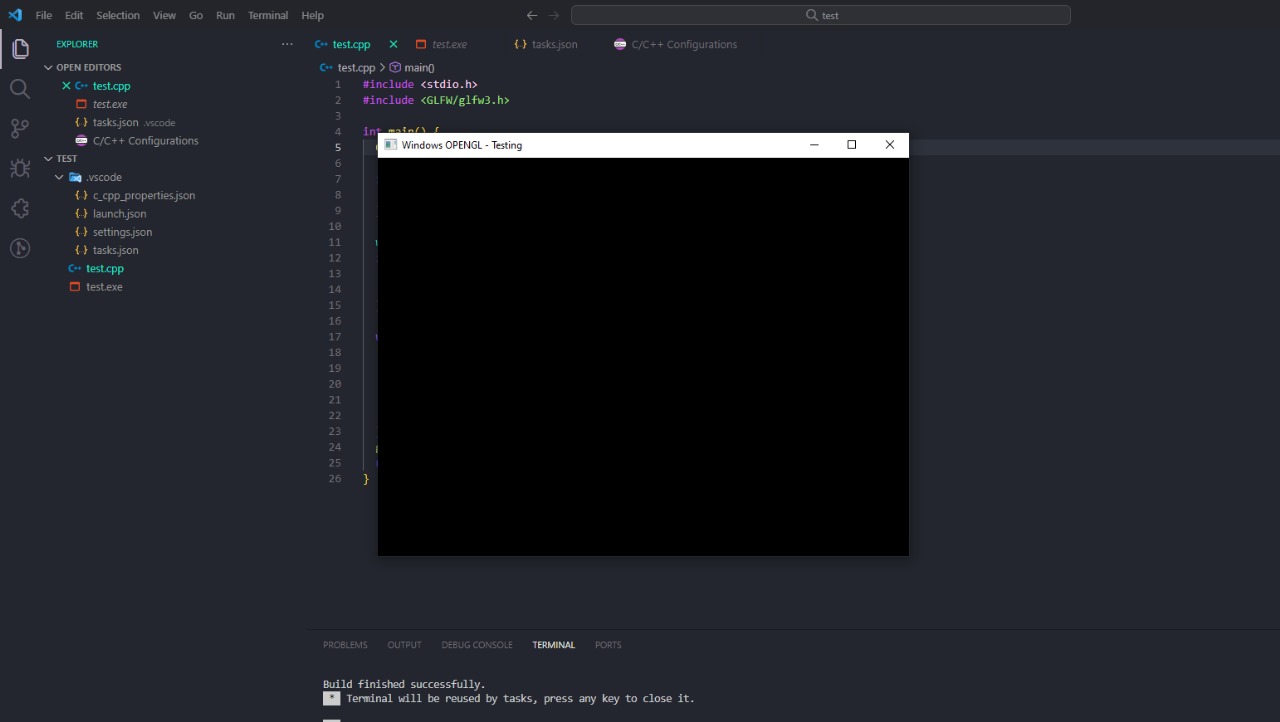 File Edit Selection View Go Run Terminal Help
test
EXPLORER
test.cpp
test.exe
tasks.json
C/C++ Configurations
OPEN EDITORS
test.cpp
test.exe
tasks.json .vscode
C/C++ Configurations
TEST
.vscode
c_cpp_properties.json
launch.json
settings.json
tasks.json
test.cpp
test.exe
test.cpp > main()
1 #include <stdio.h>
2 #include <GLFW/glfw3.h>
3
4 int main() {
5
6
7
8
9
10
11
12
13
14
15
16
17
18
19
20
21
22
23
24
25
26 }
Windows OPENGL - Testing
PROBLEMS OUTPUT DEBUG CONSOLE TERMINAL PORTS
Build finished successfully.
* Terminal will be reused by tasks, press any key to close it.